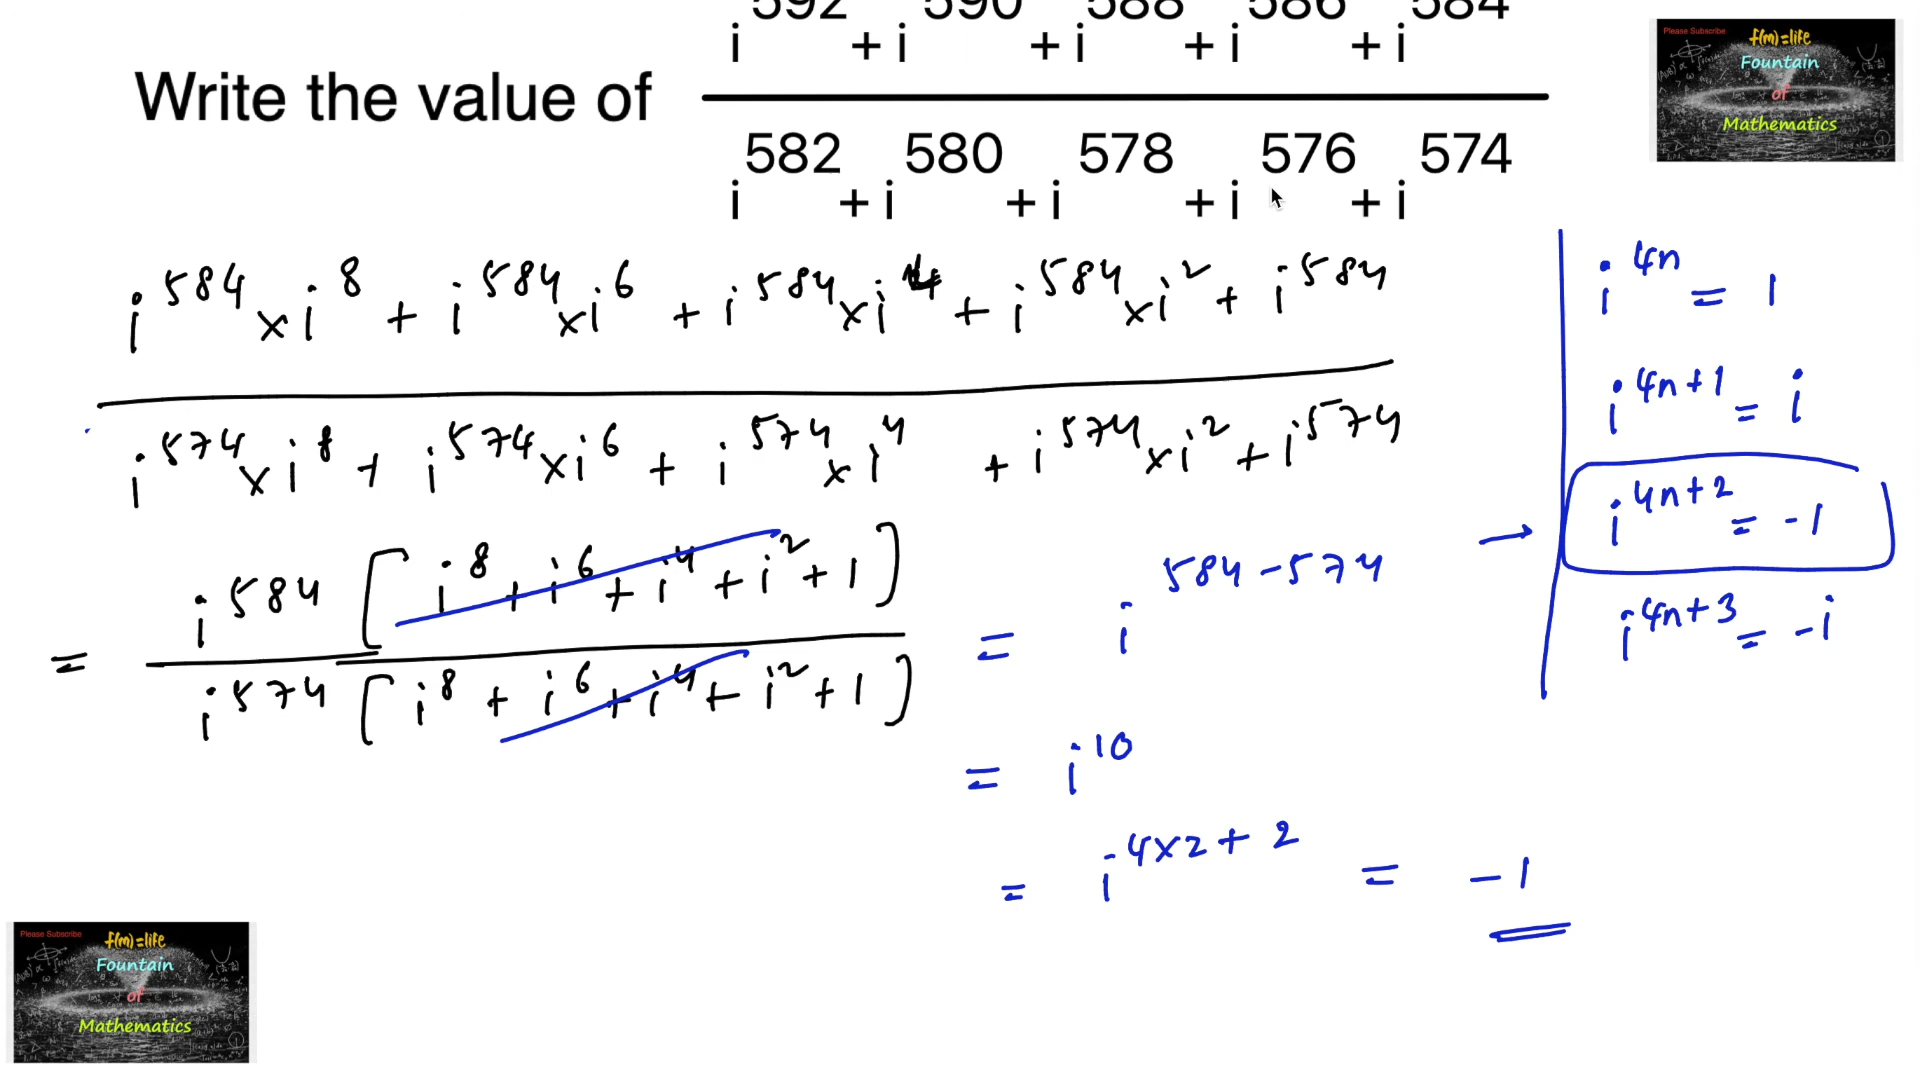 i^592 + i^590 + i^588 + i^586 + i^584
Write the value of
i^582 + i^580 + i^578 + i^576 + i^574
i^584 × i^8 + i^584 × i^6 + i^584 × i^4 + i^584 × i^2 + i^584
i^574 × i^8 + i^574 × i^6 + i^574 × i^4 + i^574 × i^2 + i^574
= i^584 [ i^8 + i^6 + i^4 + i^2 + 1 ]
i^574 [ i^8 + i^6 + i^4 + i^2 + 1 ]
= i^584-574
= i^10
= i^4×2+2 = -1
i^4n = 1
i^4n+1 = i
→ i^4n+2 = -1
i^4n+3 = -i
Please Subscribe
f(m)=life
Fountain
of
Mathematics
Please Subscribe
f(m)=life
Fountain
of
Mathematics